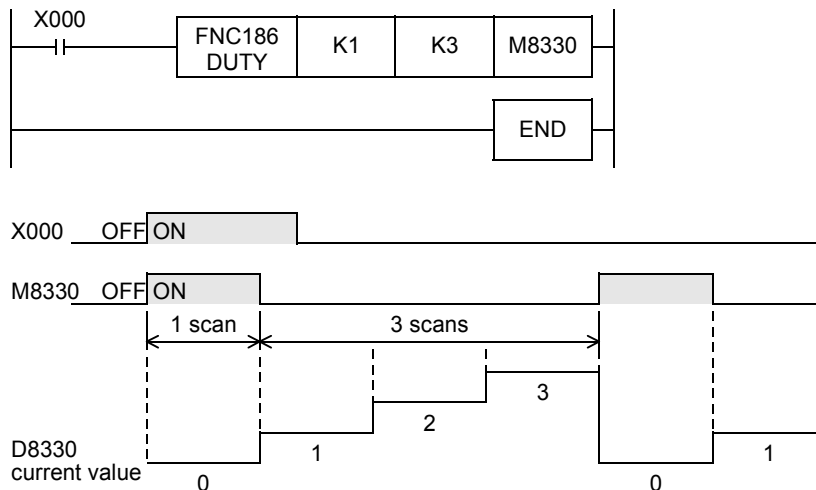 X000
FNC186 K1 K3 M8330
DUTY
END
X000 OFF ON
M8330 OFF ON
1 scan 3 scans
3
2
D8330 1 1
current value 0 0